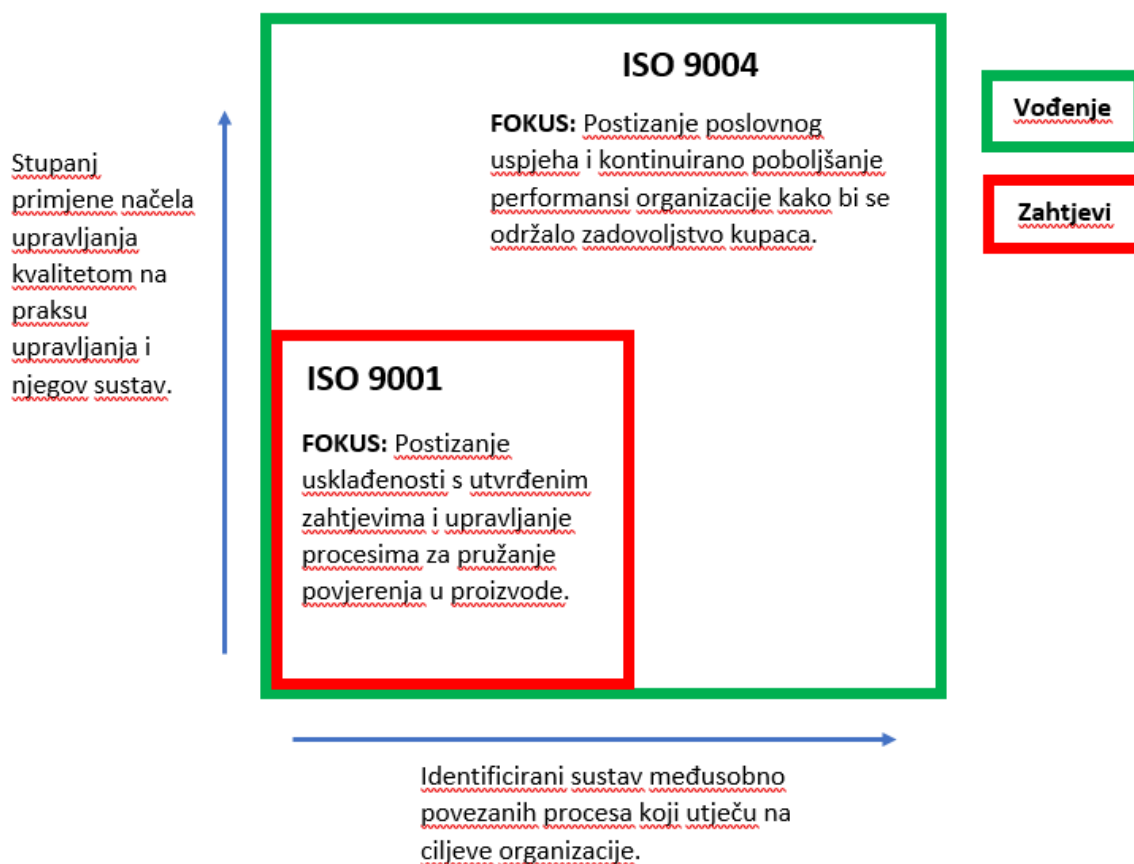 ISO 9004
FOKUS: Postizanje poslovnog
uspjeha i kontinuirano poboljšanje
performansi organizacije kako bi se
održalo zadovoljstvo kupaca.
Vođenje
Zahtjevi
Stupanj
primjene načela
upravljanja
kvalitetom na
praksu
upravljanja i
njegov sustav.
ISO 9001
FOKUS: Postizanje
usklađenosti s utvrđenim
zahtjevima i upravljanje
procesima za pružanje
povjerenja u proizvode.
Identificirani sustav međusobno
povezanih procesa koji utječu na
ciljeve organizacije.